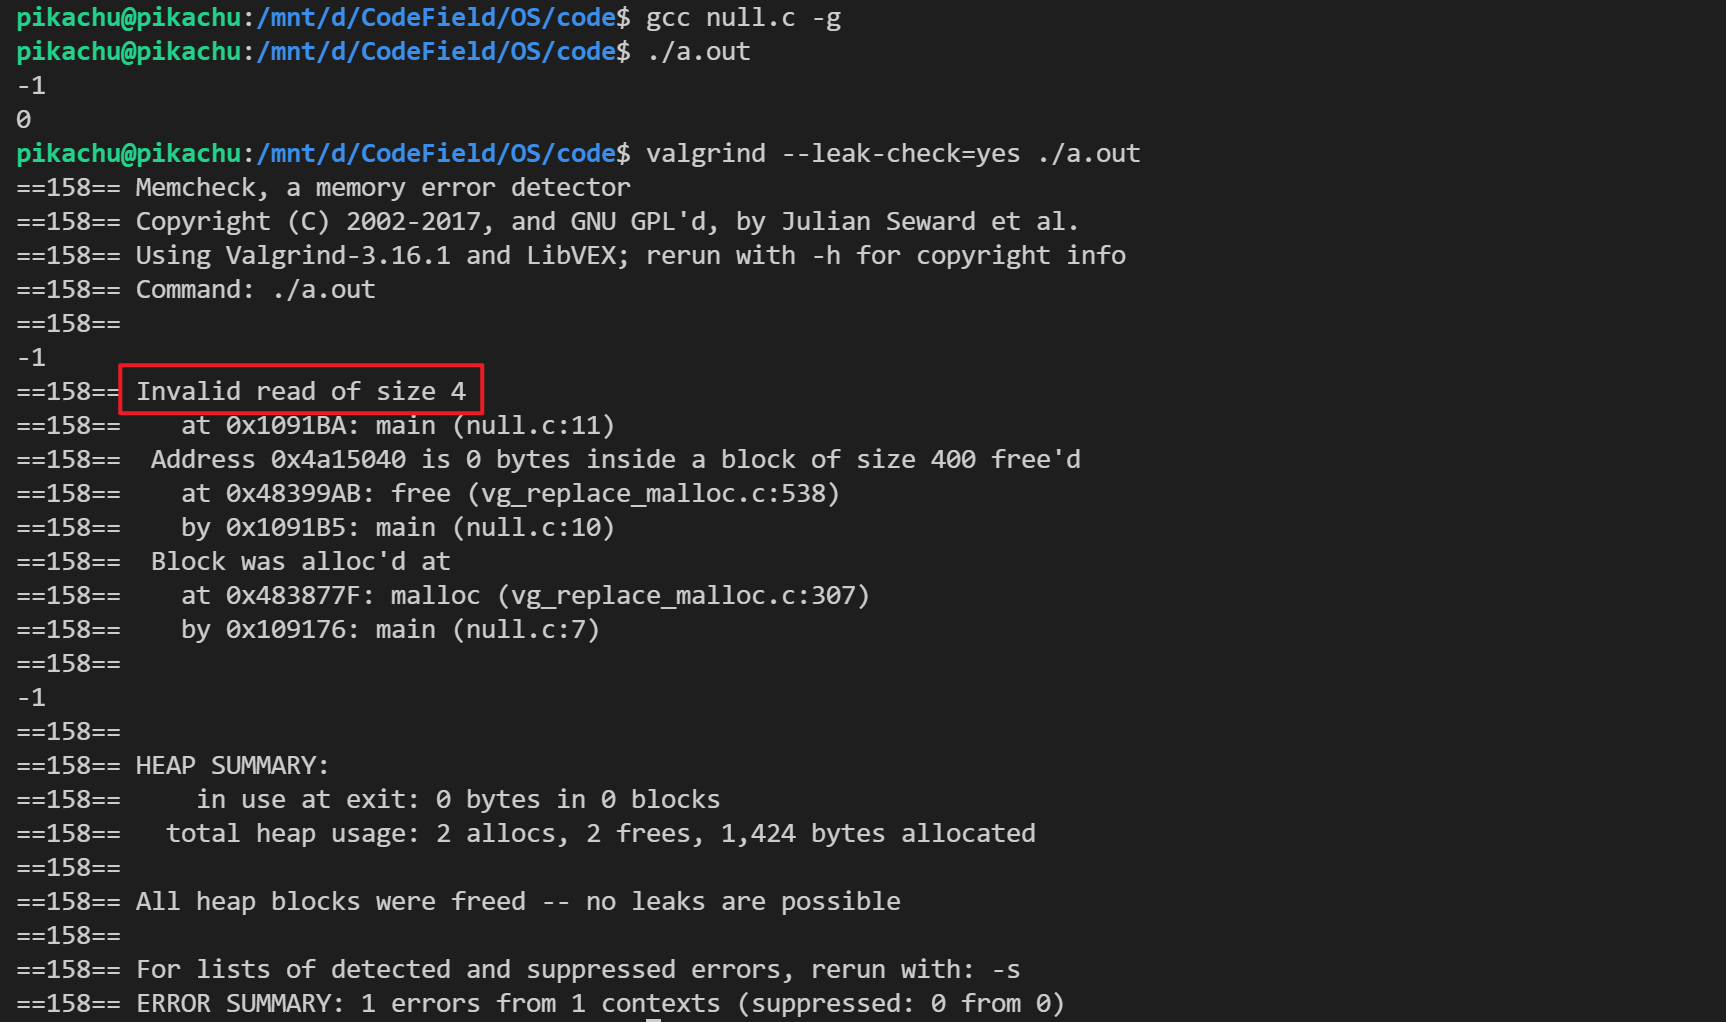 pikachu@pikachu:/mnt/d/CodeField/OS/code$ gcc null.c -g
pikachu@pikachu:/mnt/d/CodeField/OS/code$ ./a.out
-1
0
pikachu@pikachu:/mnt/d/CodeField/OS/code$ valgrind --leak-check=yes ./a.out
==158== Memcheck, a memory error detector
==158== Copyright (C) 2002-2017, and GNU GPL'd, by Julian Seward et al.
==158== Using Valgrind-3.16.1 and LibVEX; rerun with -h for copyright info
==158== Command: ./a.out
==158==
-1
==158== Invalid read of size 4
==158==    at 0x1091BA: main (null.c:11)
==158==  Address 0x4a15040 is 0 bytes inside a block of size 400 free'd
==158==    at 0x48399AB: free (vg_replace_malloc.c:538)
==158==    by 0x1091B5: main (null.c:10)
==158==  Block was alloc'd at
==158==    at 0x483877F: malloc (vg_replace_malloc.c:307)
==158==    by 0x109176: main (null.c:7)
==158==
-1
==158==
==158== HEAP SUMMARY:
==158==     in use at exit: 0 bytes in 0 blocks
==158==   total heap usage: 2 allocs, 2 frees, 1,424 bytes allocated
==158==
==158== All heap blocks were freed -- no leaks are possible
==158==
==158== For lists of detected and suppressed errors, rerun with: -s
==158== ERROR SUMMARY: 1 errors from 1 contexts (suppressed: 0 from 0)